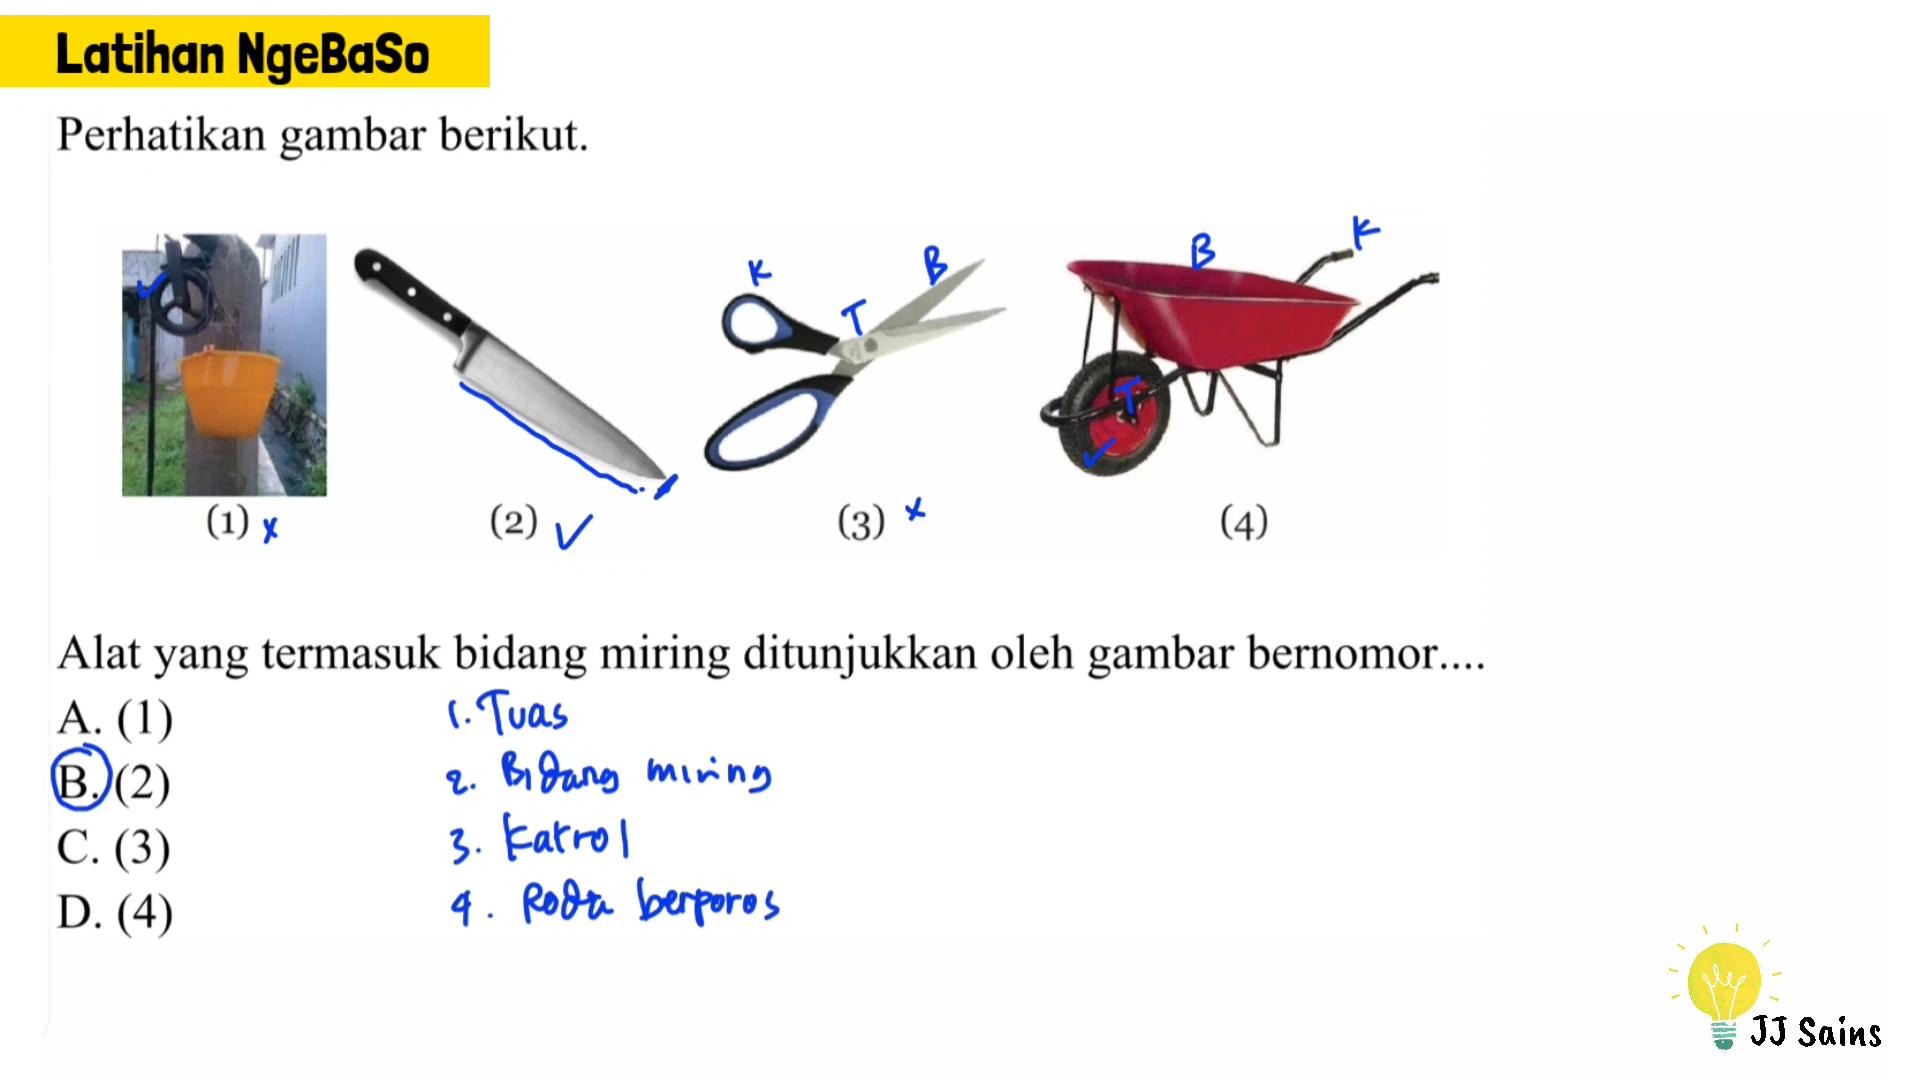 Latihan NgeBaSo
Perhatikan gambar berikut.
K B T B K T
(1) x (2) ✓ (3) x (4)
Alat yang termasuk bidang miring ditunjukkan oleh gambar bernomor....
A. (1)
B. (2)
C. (3)
D. (4)
1. Tuas
2. Bidang miring
3. Katrol
4. Roda berporos
JJ Sains